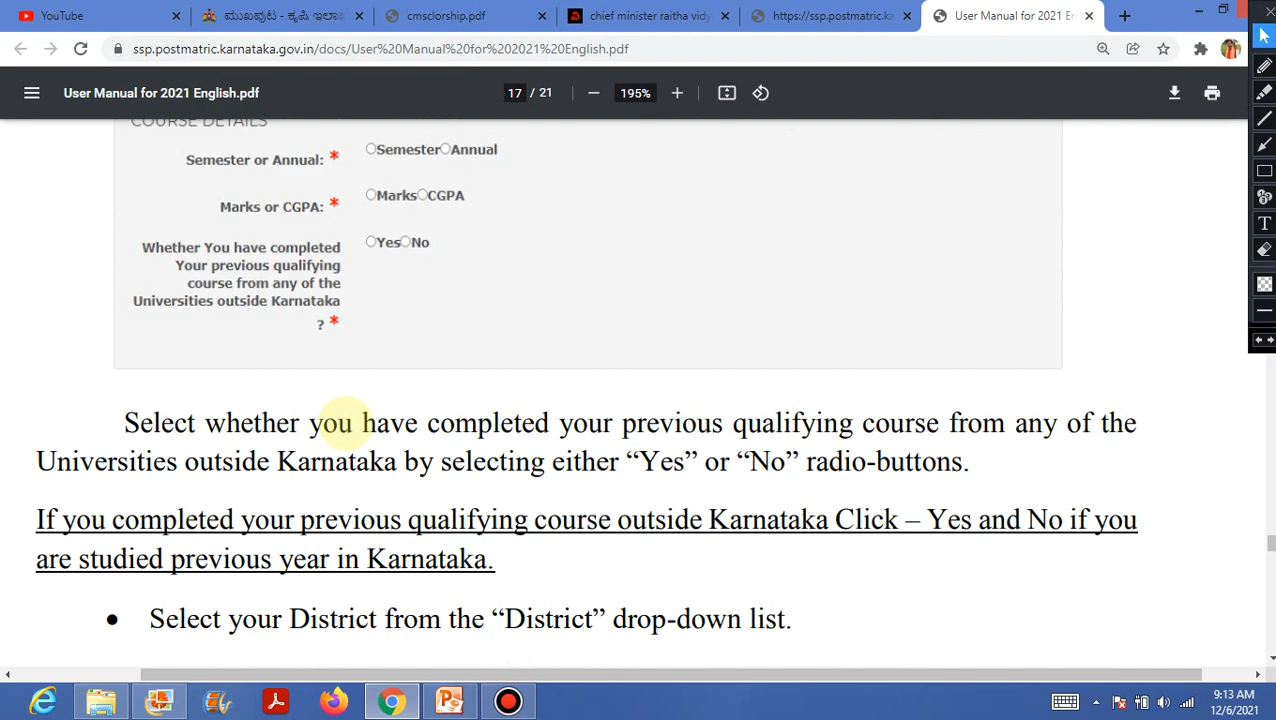 YouTube
ಮುಖಪುಟ - ಕೃಷಿ ಇಲಾಖೆ
cmsclorship.pdf
chief minister raitha vidy
https://ssp.postmatric.ka
User Manual for 2021 En
ssp.postmatric.karnataka.gov.in/docs/User%20Manual%20for%202021%20English.pdf
User Manual for 2021 English.pdf
17 / 21
195%
COURSE DETAILS
Semester or Annual: * Semester Annual
Marks or CGPA: * Marks CGPA
Whether You have completed Yes No
Your previous qualifying
course from any of the
Universities outside Karnataka
? *
Select whether you have completed your previous qualifying course from any of the
Universities outside Karnataka by selecting either “Yes” or “No” radio-buttons.
If you completed your previous qualifying course outside Karnataka Click – Yes and No if you
are studied previous year in Karnataka.
• Select your District from the “District” drop-down list.
9:13 AM
12/6/2021